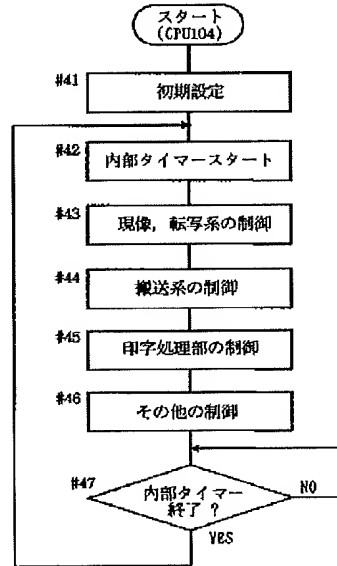 スタート
(CPU104)
#41
初期設定
#42
内部タイマースタート
#43
現像，転写系の制御
#44
搬送系の制御
#45
印字処理部の制御
#46
その他の制御
#47
内部タイマー
終了？
NO
YES